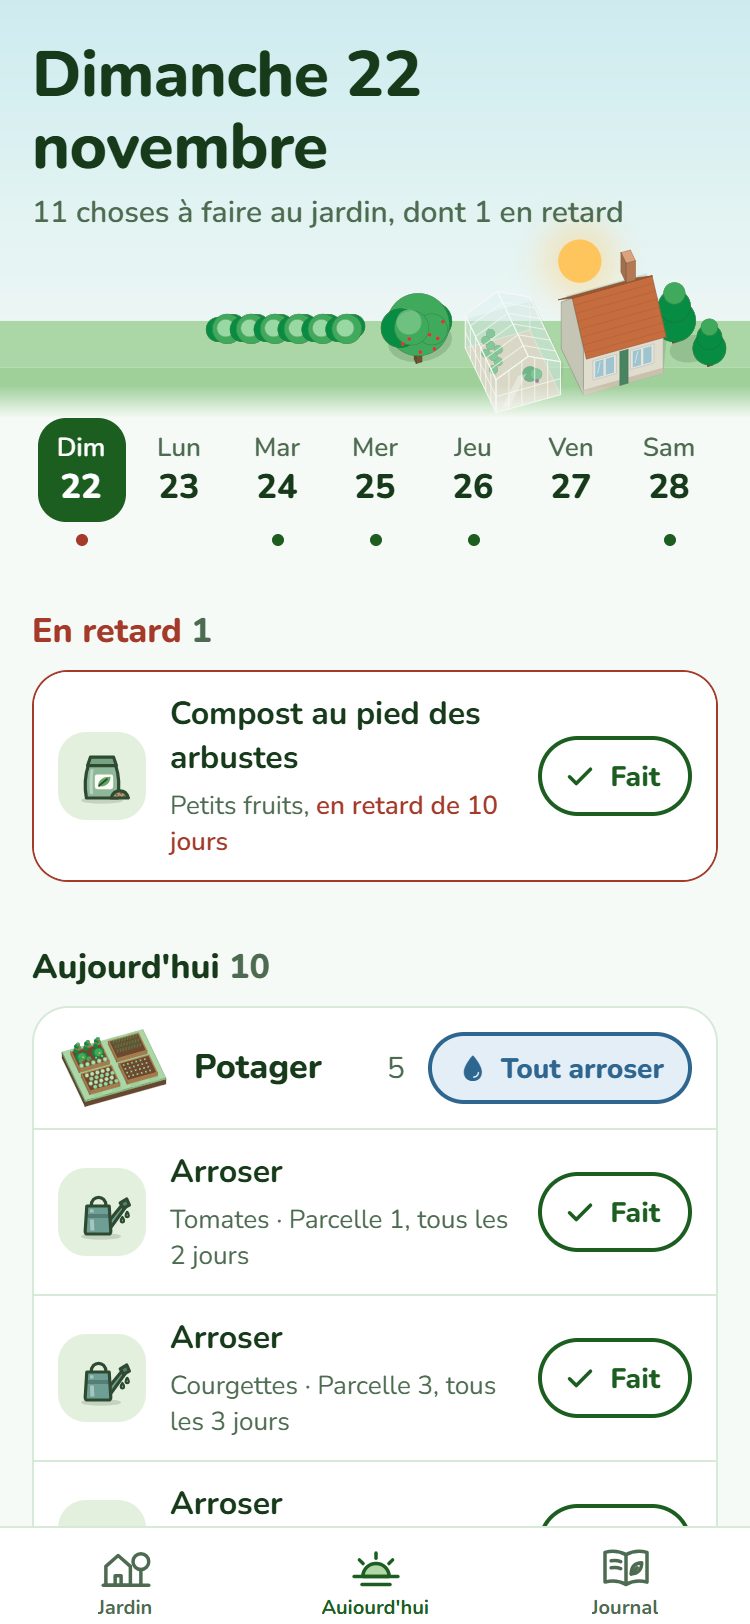 Dimanche 22
novembre
11 choses à faire au jardin, dont 1 en retard
Dim Lun Mar Mer Jeu Ven Sam
22 23 24 25 26 27 28
En retard 1
Compost au pied des
arbustes
Petits fruits, en retard de 10
jours
Fait
Aujourd'hui 10
Potager 5 Tout arroser
Arroser
Tomates · Parcelle 1, tous les
2 jours
Fait
Arroser
Courgettes · Parcelle 3, tous
les 3 jours
Fait
Arroser
Jardin Aujourd'hui Journal